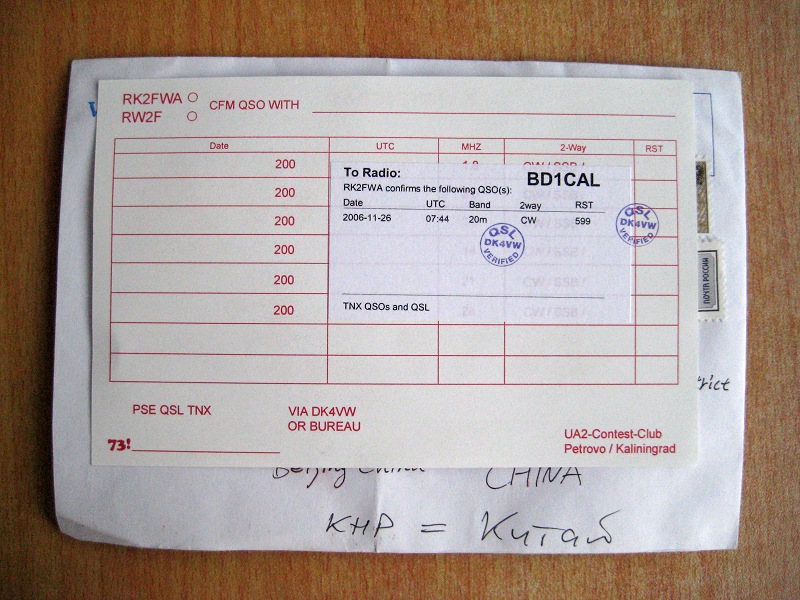 RK2FWA
RW2F
CFM QSO WITH
Date UTC MHZ 2-Way RST
200
200
200
200
200
200
To Radio: BD1CAL
RK2FWA confirms the following QSO(s):
Date UTC Band 2way RST
2006-11-26 07:44 20m CW 599
QSL
DK4VW
VERIFIED
QSL
DK4VW
VERIFIED
TNX QSOs and QSL
ПОЧТА РОССИИ
PSE QSL TNX
VIA DK4VW
OR BUREAU
73!
UA2-Contest-Club
Petrovo / Kaliningrad
Beijing China
CHINA
КНР = Китай